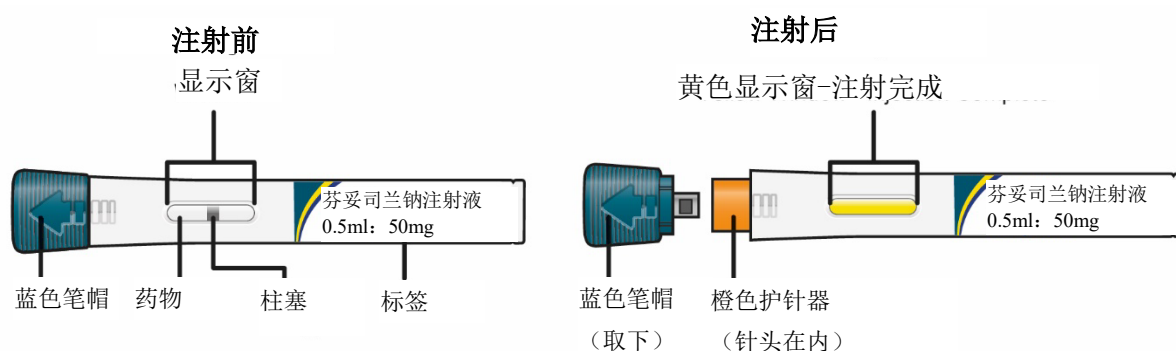 注射前
显示窗
芬妥司兰钠注射液
0.5ml：50mg
蓝色笔帽
药物
柱塞
标签
注射后
黄色显示窗-注射完成
芬妥司兰钠注射液
0.5ml：50mg
蓝色笔帽
（取下）
橙色护针器
（针头在内）